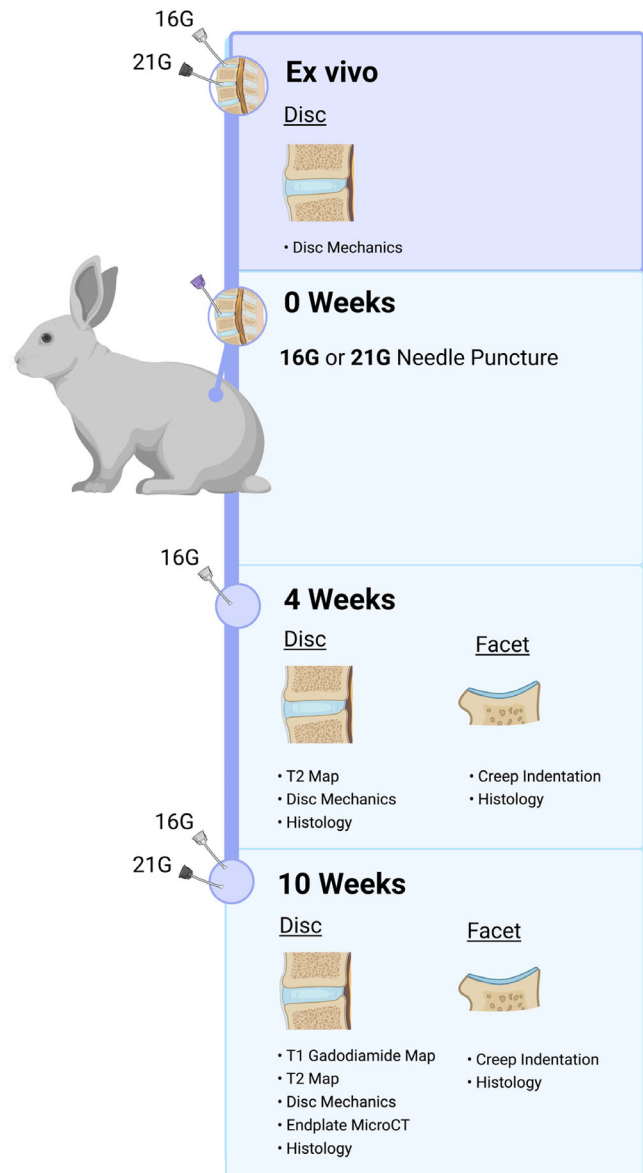 16G
21G
Ex vivo
Disc
• Disc Mechanics
0 Weeks
16G or 21G Needle Puncture
16G
4 Weeks
Disc
Facet
• T2 Map
• Disc Mechanics
• Histology
• Creep Indentation
• Histology
16G
21G
10 Weeks
Disc
Facet
• T1 Gadodiamide Map
• T2 Map
• Disc Mechanics
• Endplate MicroCT
• Histology
• Creep Indentation
• Histology